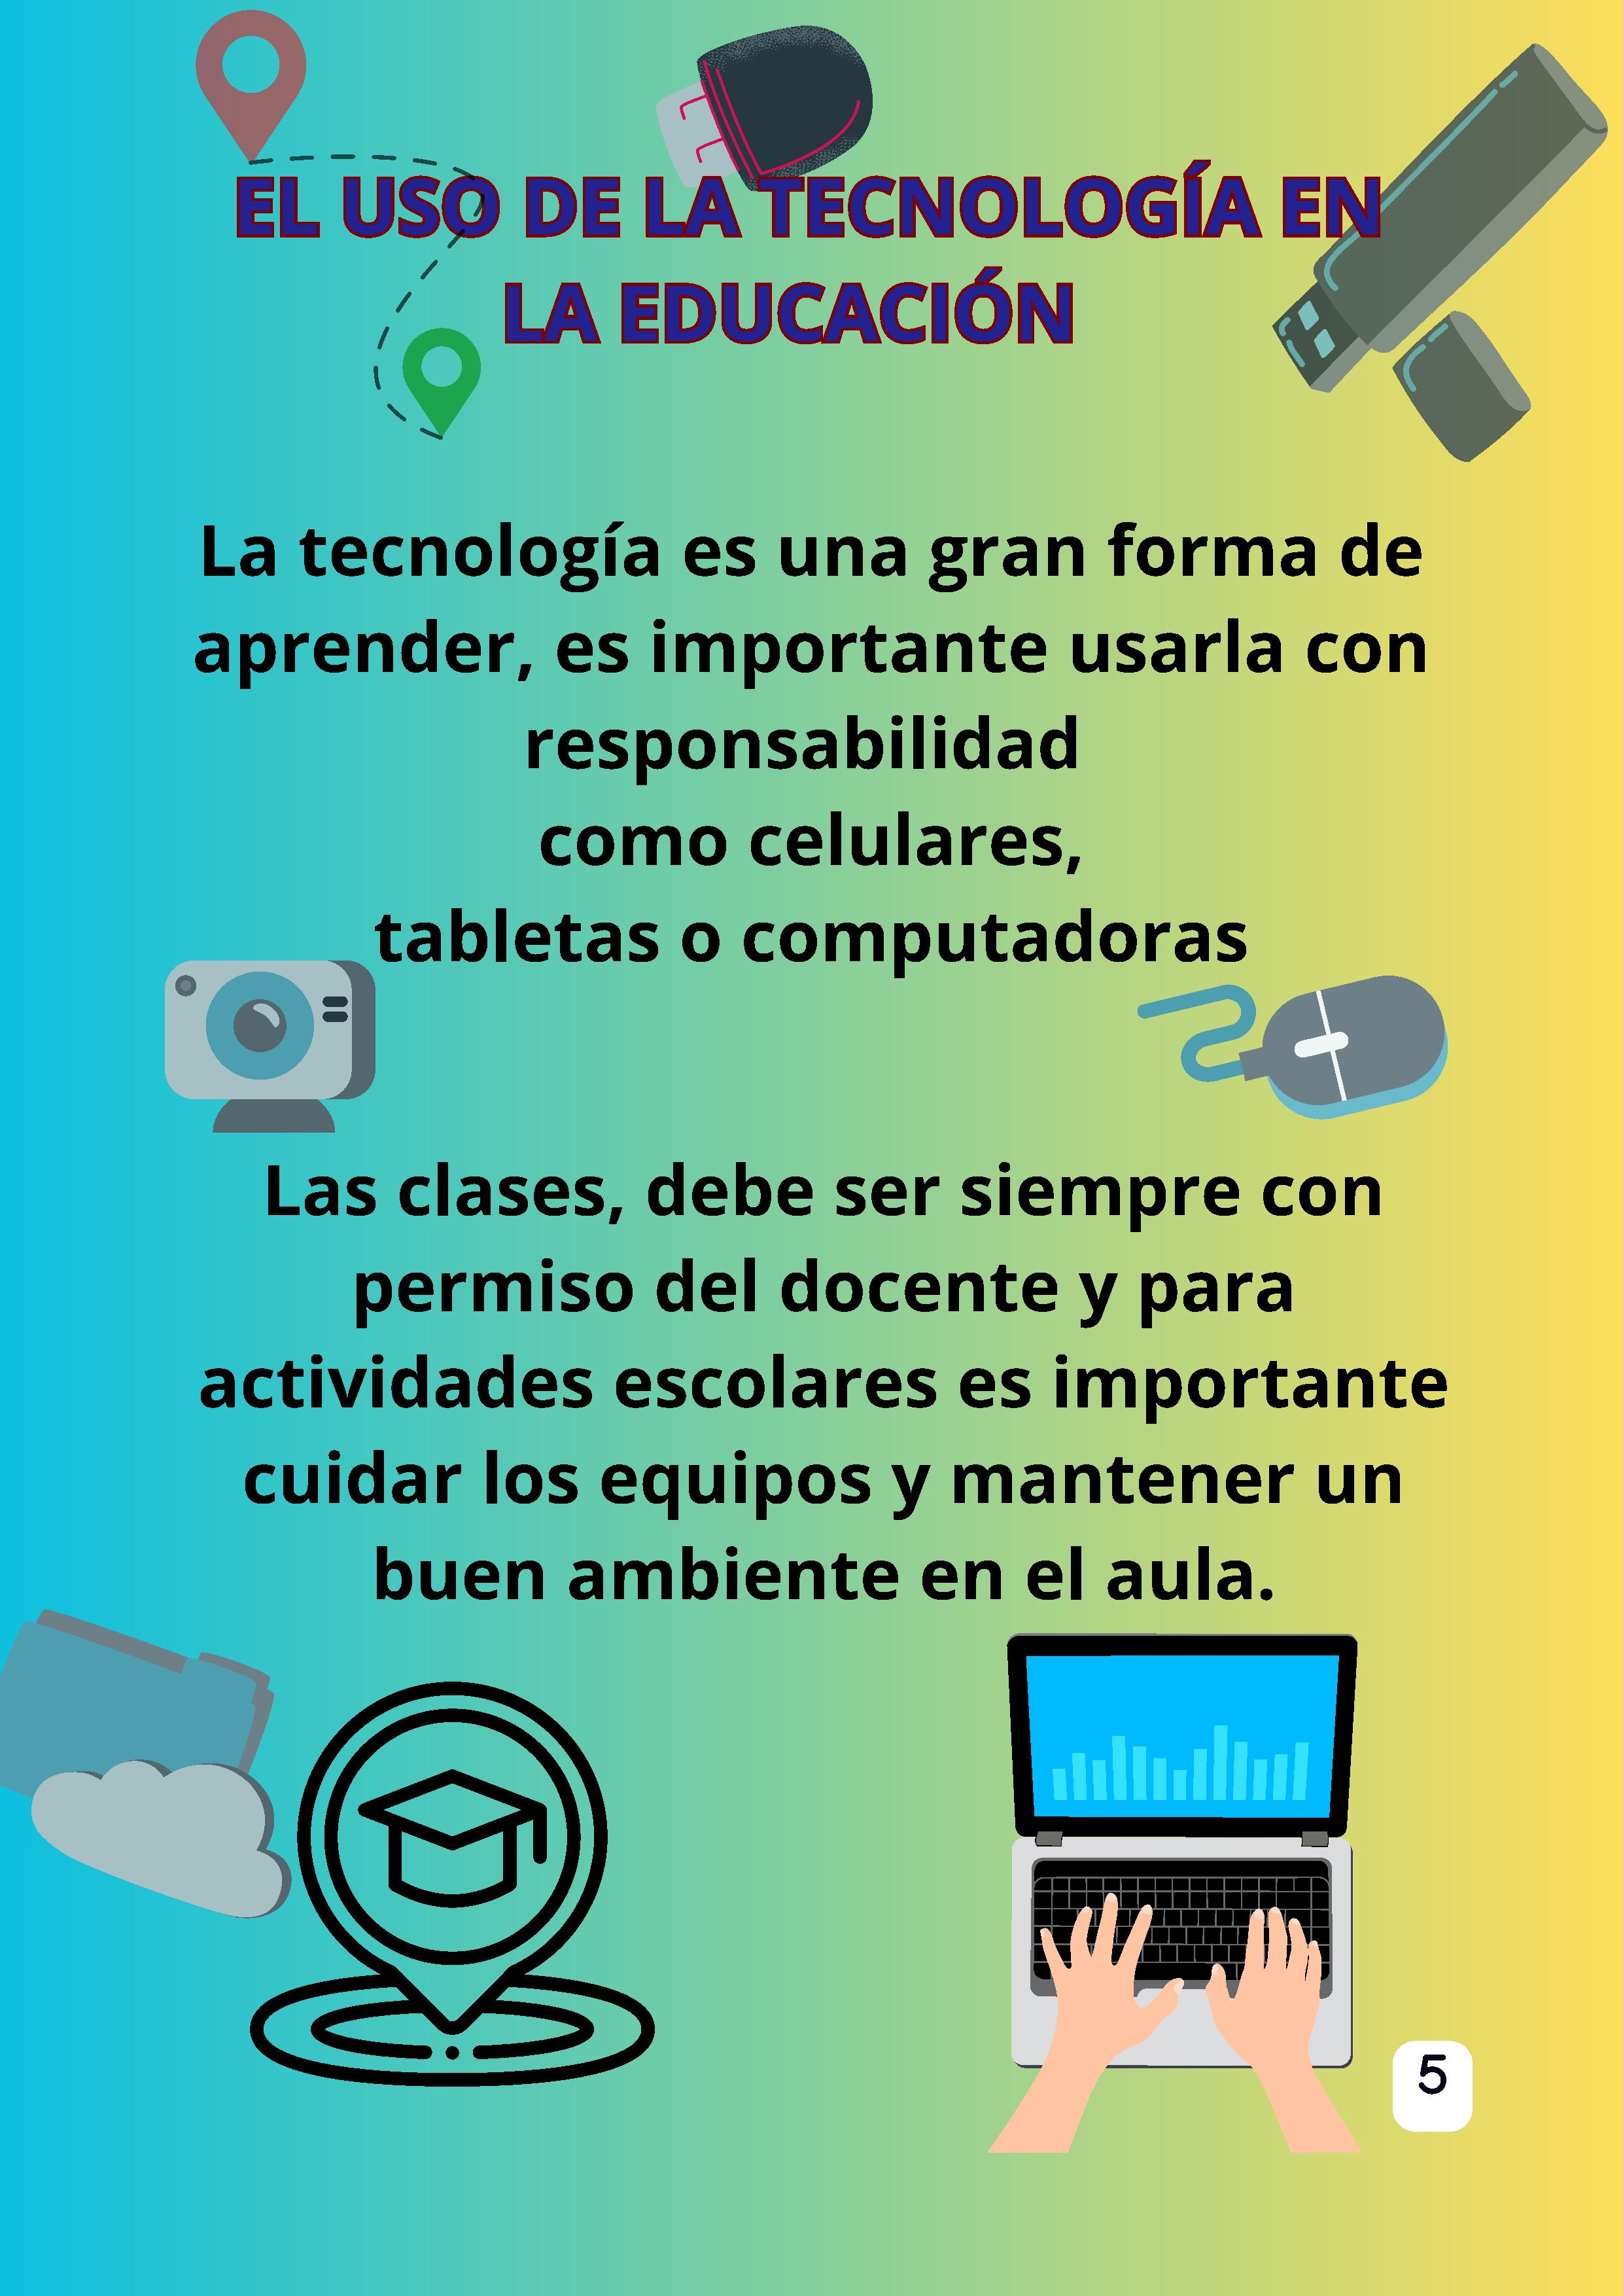 EL USO DE LA TECNOLOGÍA EN
LA EDUCACIÓN
La tecnología es una gran forma de
aprender, es importante usarla con
responsabilidad
como celulares,
tabletas o computadoras
Las clases, debe ser siempre con
permiso del docente y para
actividades escolares es importante
cuidar los equipos y mantener un
buen ambiente en el aula.
5